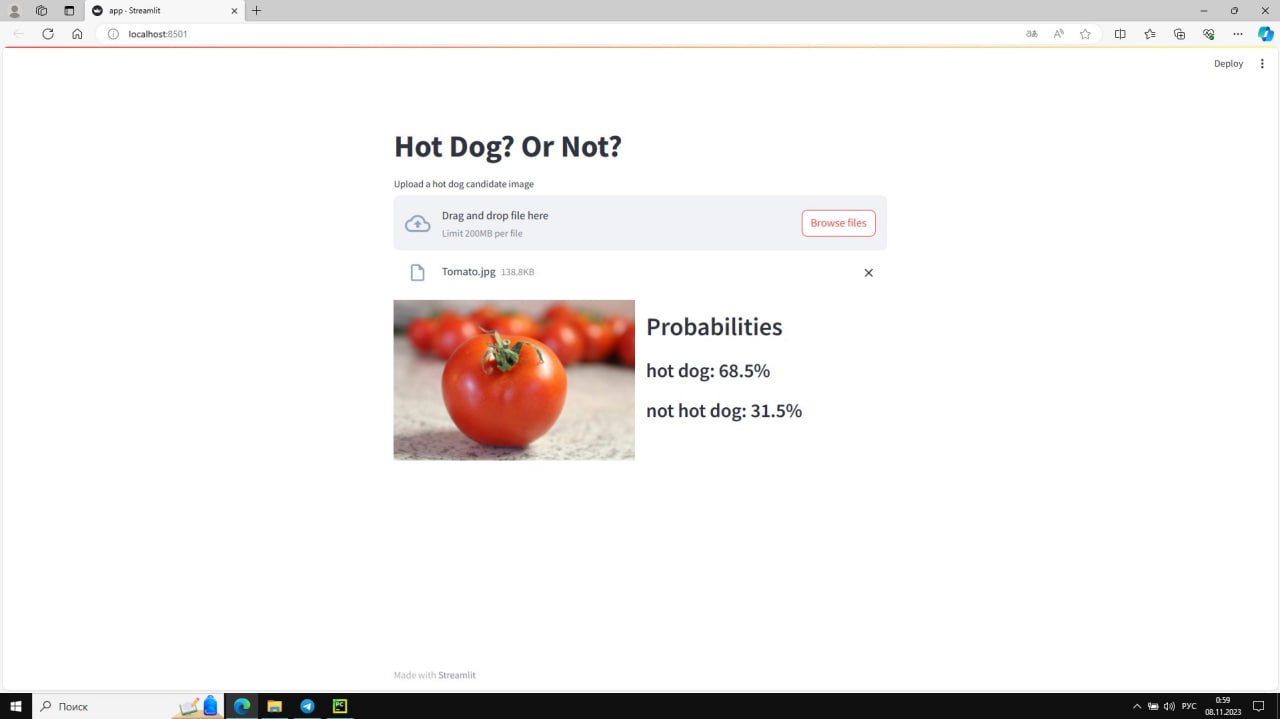 app · Streamlit
localhost:8501
Deploy
Hot Dog? Or Not?
Upload a hot dog candidate image
Drag and drop file here
Limit 200MB per file
Browse files
Tomato.jpg 138.8KB
Probabilities
hot dog: 68.5%
not hot dog: 31.5%
Made with Streamlit
Поиск
PC
РУС
0:59
08.11.2023